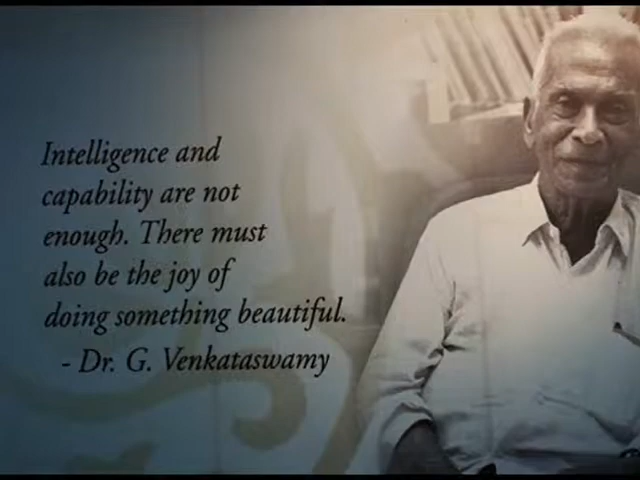 Intelligence and
capability are not
enough. There must
also be the joy of
doing something beautiful.
- Dr. G. Venkataswamy